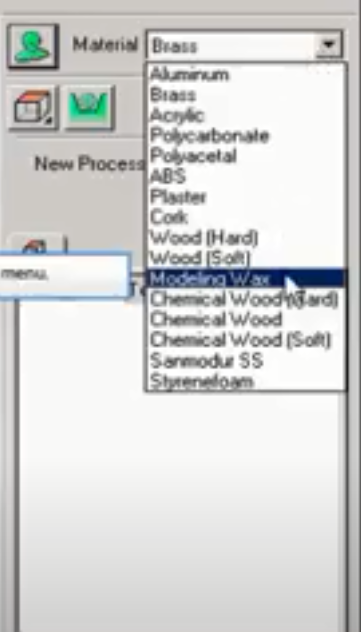 Material Brass
Aluminum
Brass
Acrylic
Polycarbonate
Polyacetal
ABS
Plaster
Cork
Wood (Hard)
Wood (Soft)
Modeling Wax
Chemical Wood (Hard)
Chemical Wood
Chemical Wood (Soft)
Sanmodur SS
Styrenefoam
New Process
menu.